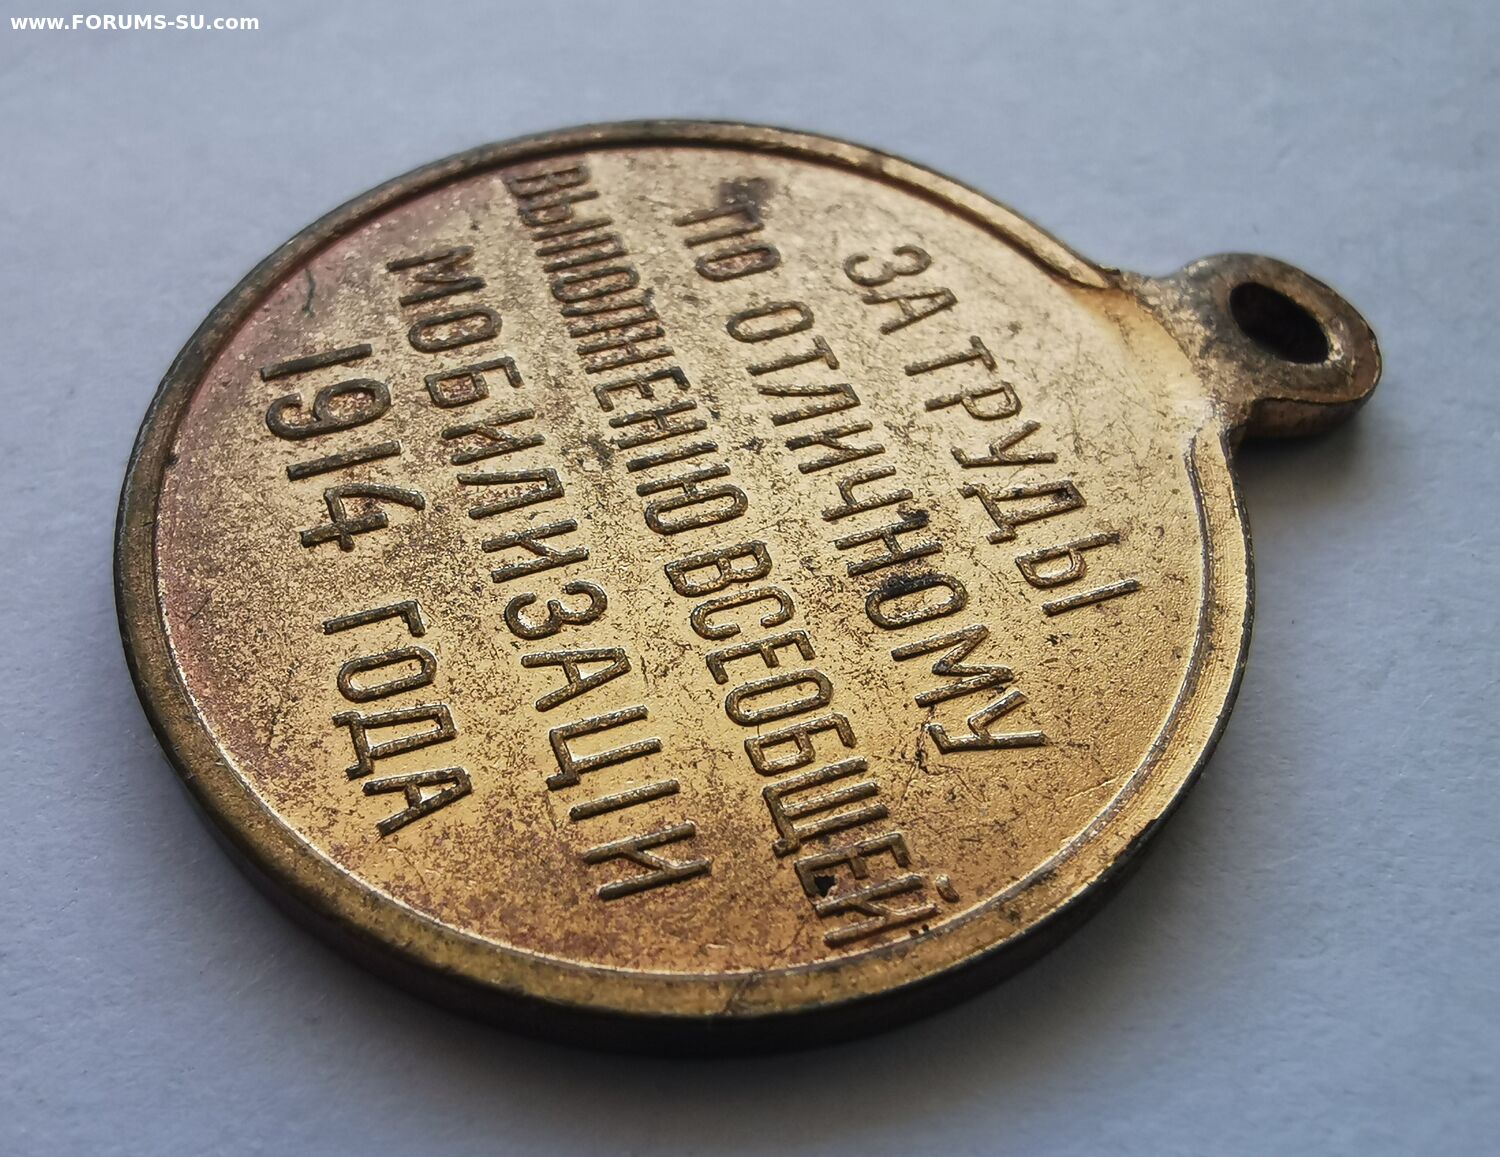 www.FORUMS-SU.com
ЗА ТРУДЫ
ПО ОТЛИЧНОМУ
ВЫПОЛНЕНІЮ ВСЕОБЩЕЙ
МОБИЛИЗАЦІИ
1914 ГОДА